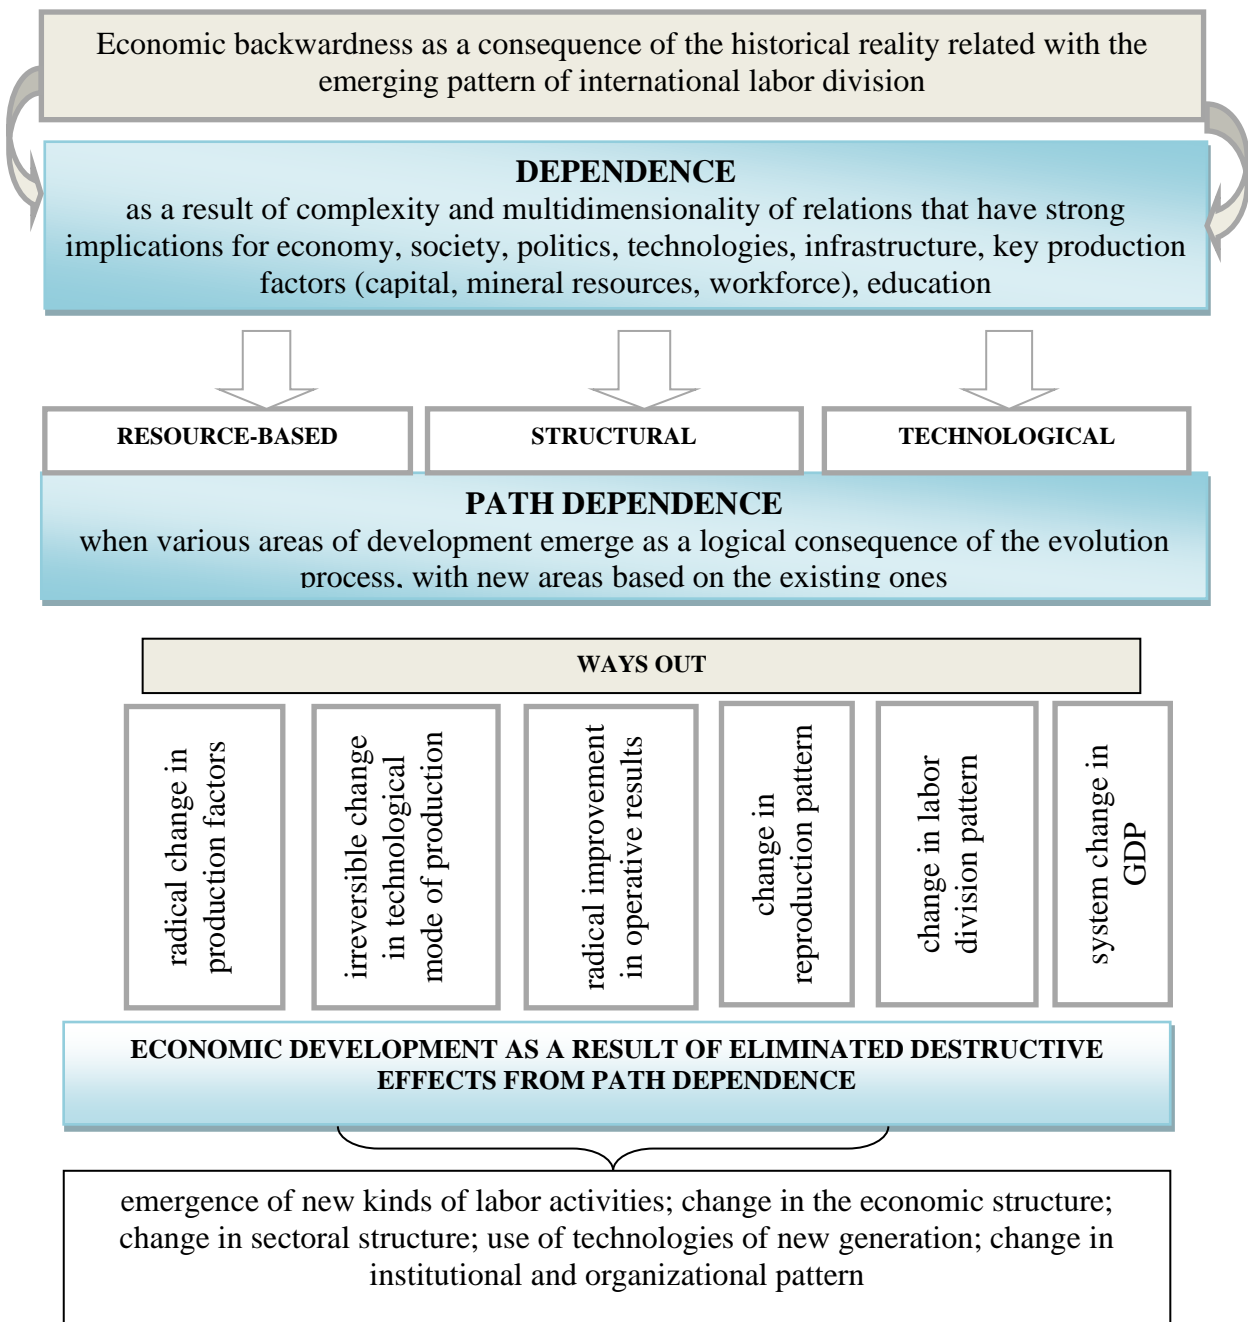 Economic backwardness as a consequence of the historical reality related with the
emerging pattern of international labor division
DEPENDENCE
as a result of complexity and multidimensionality of relations that have strong
implications for economy, society, politics, technologies, infrastructure, key production
factors (capital, mineral resources, workforce), education
RESOURCE-BASED
STRUCTURAL
TECHNOLOGICAL
PATH DEPENDENCE
when various areas of development emerge as a logical consequence of the evolution
process, with new areas based on the existing ones
WAYS OUT
radical change in
production factors
irreversible change
in technological
mode of production
radical improvement
in operative results
change in
reproduction pattern
change in labor
division pattern
system change in
GDP
ECONOMIC DEVELOPMENT AS A RESULT OF ELIMINATED DESTRUCTIVE
EFFECTS FROM PATH DEPENDENCE
emergence of new kinds of labor activities; change in the economic structure;
change in sectoral structure; use of technologies of new generation; change in
institutional and organizational pattern